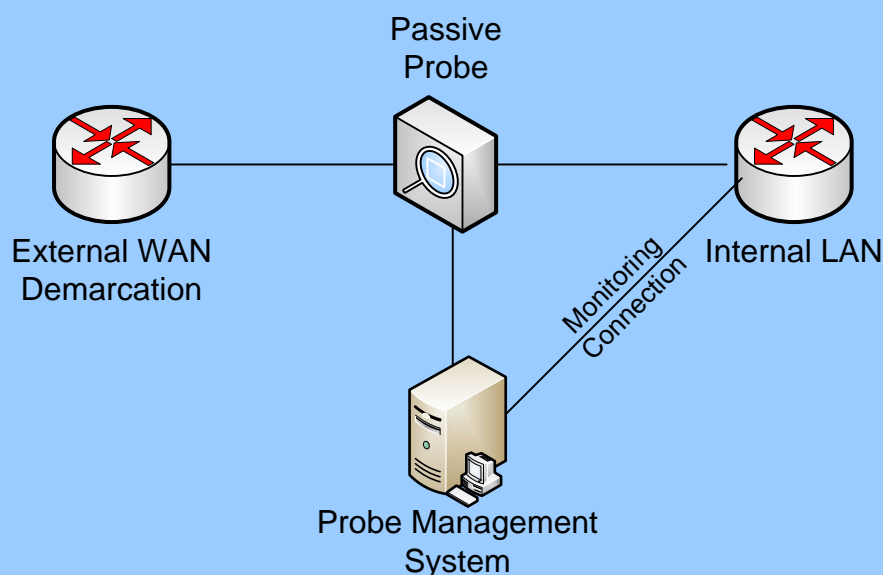 Passive
Probe
External WAN
Demarcation
Internal LAN
Monitoring
Connection
Probe Management
System